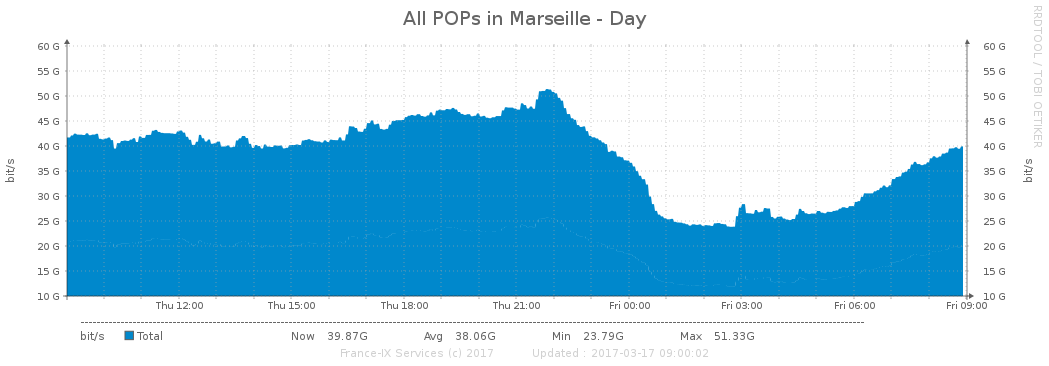 All POPs in Marseille - Day
RRDTOOL / TOBI OETIKER
60 G 60 G
55 G 55 G
50 G 50 G
45 G 45 G
40 G 40 G
35 G 35 G
30 G 30 G
25 G 25 G
20 G 20 G
15 G 15 G
10 G 10 G
bit/s
bit/s
Thu 12:00 Thu 15:00 Thu 18:00 Thu 21:00 Fri 00:00 Fri 03:00 Fri 06:00 Fri 09:00
bit/s Total Now 39.87G Avg 38.06G Min 23.79G Max 51.33G
France-IX Services (c) 2017 Updated : 2017-03-17 09:00:02